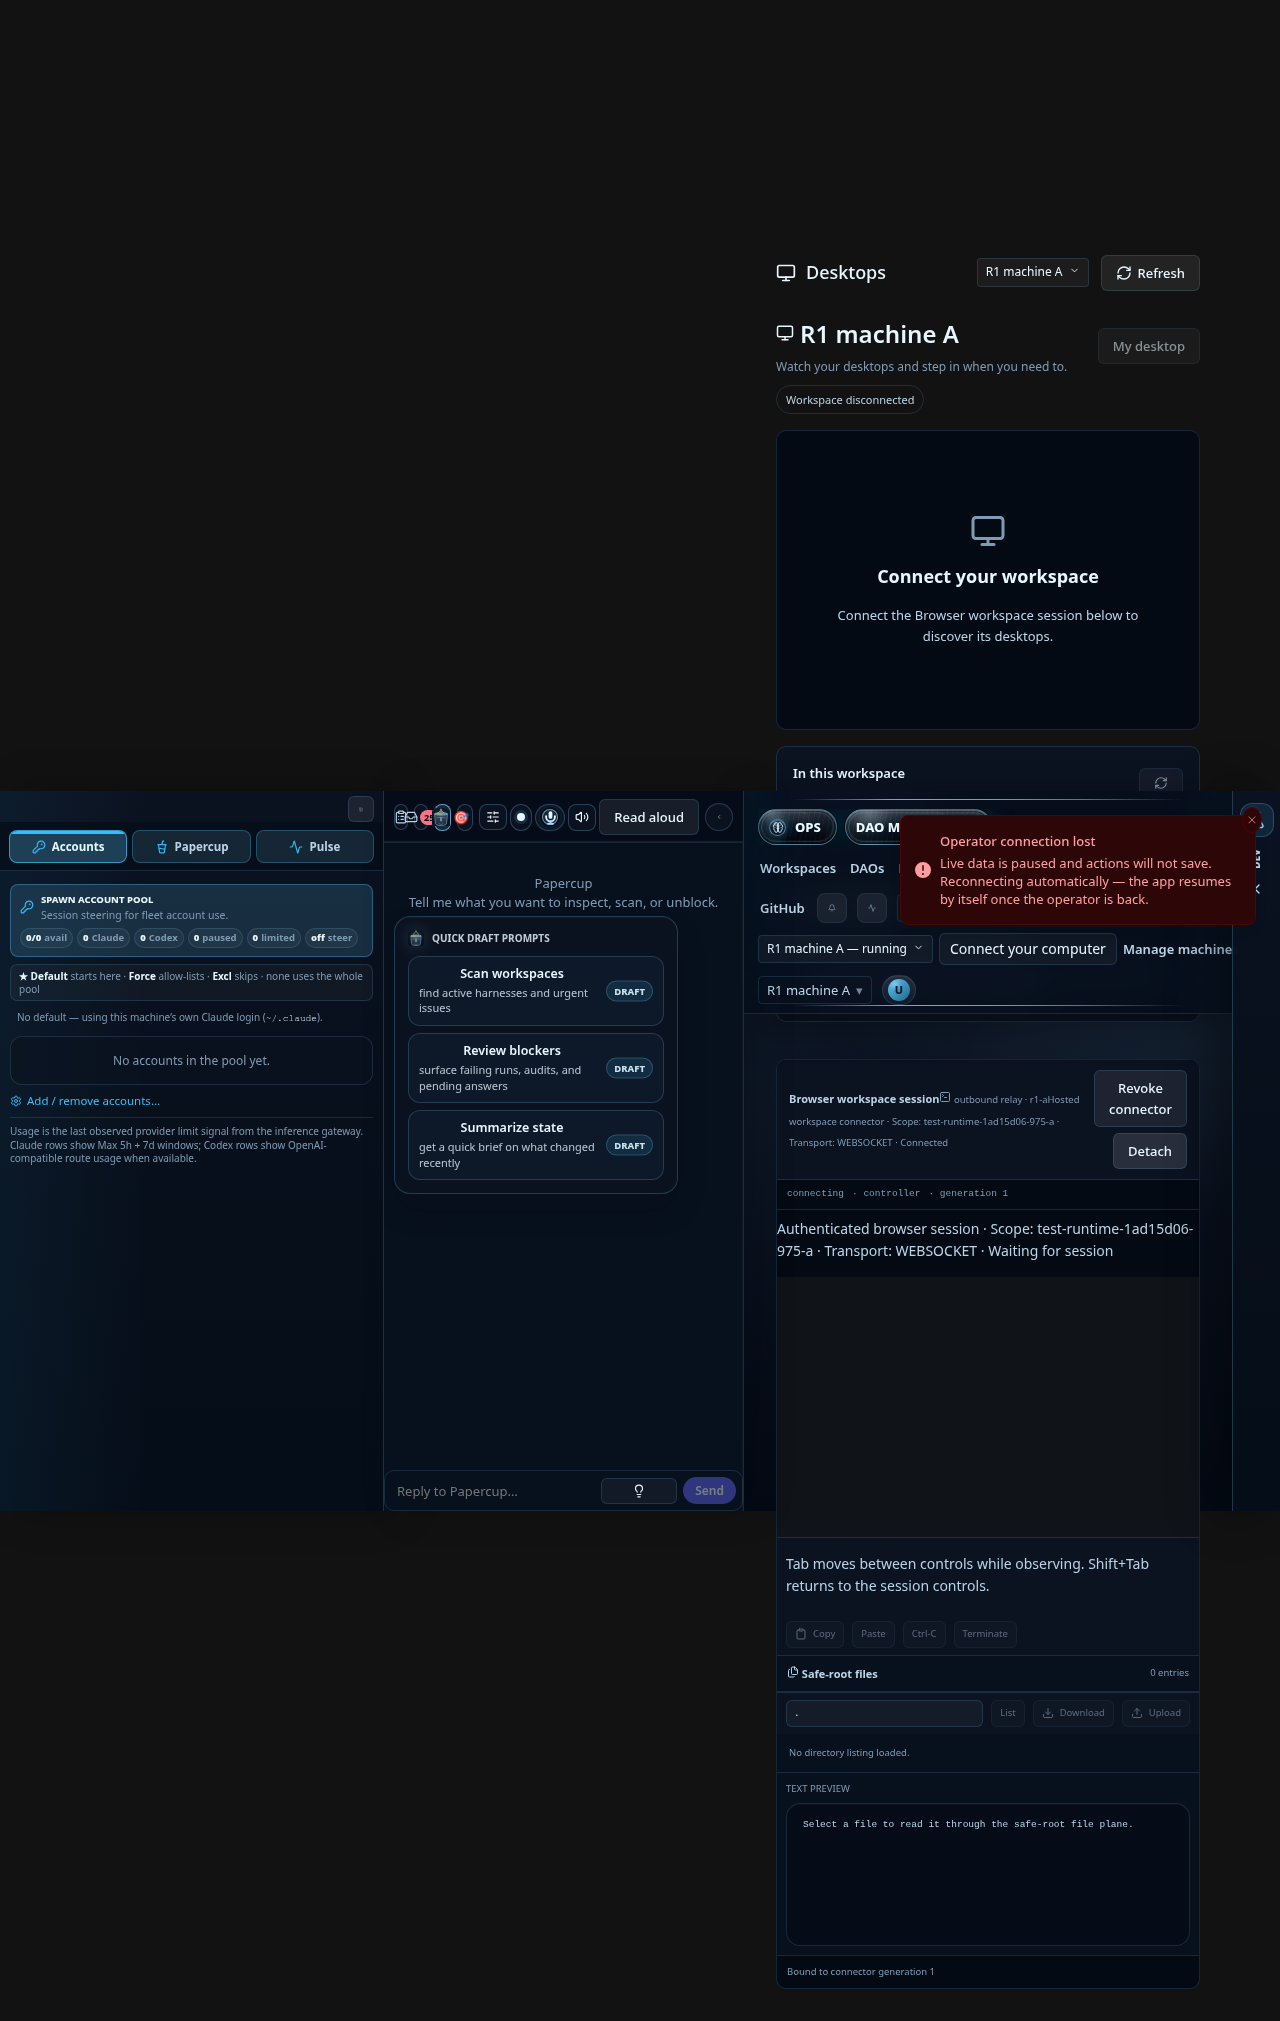 Desktops
R1 machine A
Refresh
R1 machine A
My desktop
Watch your desktops and step in when you need to.
Workspace disconnected
Connect your workspace
Connect the Browser workspace session below to
discover its desktops.
In this workspace
Accounts
Papercup
Pulse
SPAWN ACCOUNT POOL
Session steering for fleet account use.
0/0 avail
0 Claude
0 Codex
0 paused
0 limited
off steer
★ Default starts here · Force allow-lists · Excl skips · none uses the whole
pool
No default — using this machine's own Claude login (~/.claude).
No accounts in the pool yet.
Add / remove accounts...
Usage is the last observed provider limit signal from the inference gateway.
Claude rows show Max 5h + 7d windows; Codex rows show OpenAI-
compatible route usage when available.
Read aloud
Papercup
Tell me what you want to inspect, scan, or unblock.
QUICK DRAFT PROMPTS
Scan workspaces
find active harnesses and urgent
issues
DRAFT
Review blockers
surface failing runs, audits, and
pending answers
DRAFT
Summarize state
get a quick brief on what changed
recently
DRAFT
Reply to Papercup...
Send
OPS
DAO M
Workspaces
DAOs
GitHub
Operator connection lost
Live data is paused and actions will not save.
Reconnecting automatically — the app resumes
by itself once the operator is back.
R1 machine A — running
Connect your computer
Manage machine
R1 machine A
U
Browser workspace session outbound relay · r1-aHosted
workspace connector · Scope: test-runtime-1ad15d06-975-a ·
Transport: WEBSOCKET · Connected
Revoke
connector
Detach
connecting · controller · generation 1
Authenticated browser session · Scope: test-runtime-1ad15d06-
975-a · Transport: WEBSOCKET · Waiting for session
Tab moves between controls while observing. Shift+Tab
returns to the session controls.
Copy
Paste
Ctrl-C
Terminate
Safe-root files
0 entries
.
List
Download
Upload
No directory listing loaded.
TEXT PREVIEW
Select a file to read it through the safe-root file plane.
Bound to connector generation 1